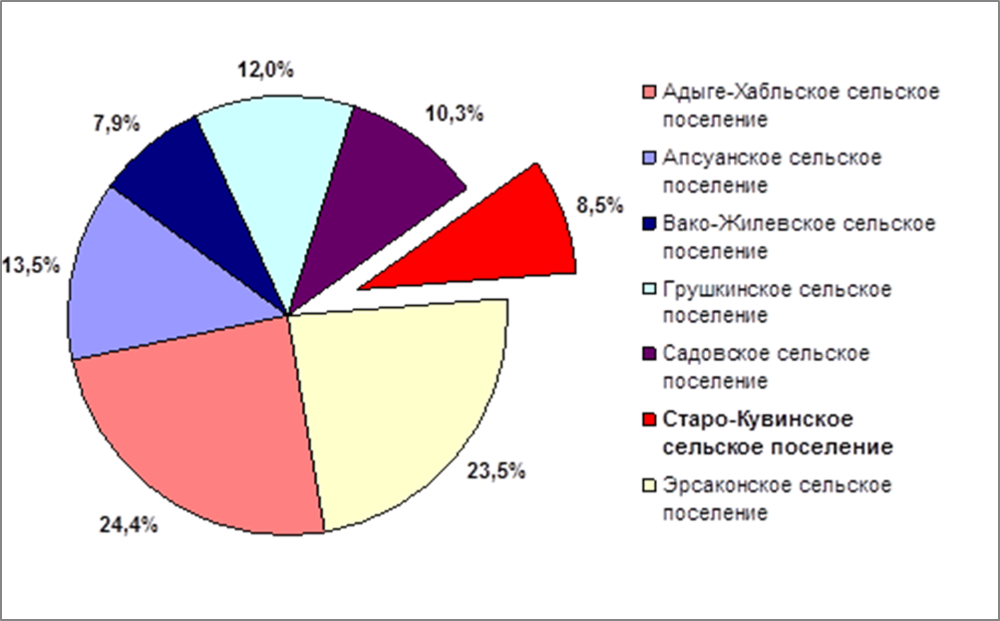 12,0%
10,3%
7,9%
8,5%
13,5%
23,5%
24,4%
Адыге-Хабльское сельское
поселение
Апсуанское сельское
поселение
Вако-Жилевское сельское
поселение
Грушкинское сельское
поселение
Садовское сельское
поселение
Старо-Кувинское
сельское поселение
Эрсаконское сельское
поселение